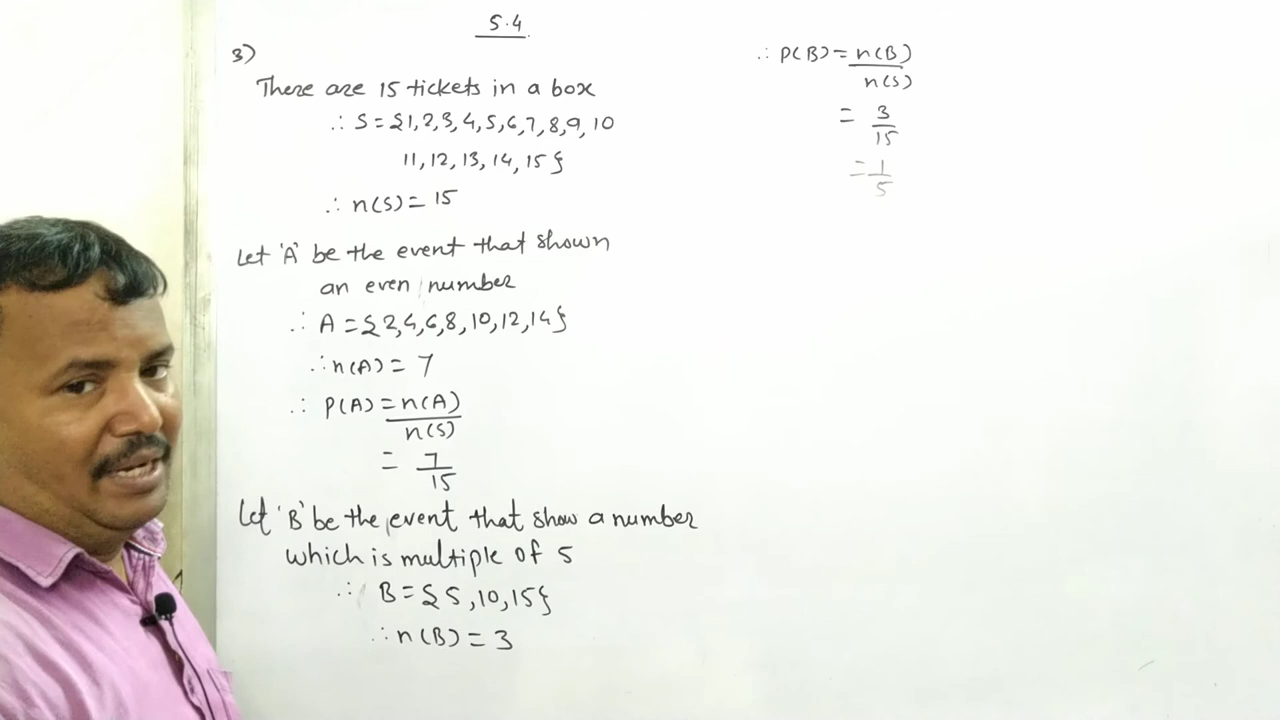 5.4
3)
There are 15 tickets in a box
∴ S = {1, 2, 3, 4, 5, 6, 7, 8, 9, 10
11, 12, 13, 14, 15}
∴ n(S) = 15
Let 'A' be the event that shown
an even number
∴ A = {2, 4, 6, 8, 10, 12, 14}
∴ n(A) = 7
∴ P(A) = n(A)
n(S)
= 7
15
Let 'B' be the event that show a number
which is multiple of 5
∴ B = {5, 10, 15}
∴ n(B) = 3
∴ P(B) = n(B)
n(S)
= 3
15
= 1
5